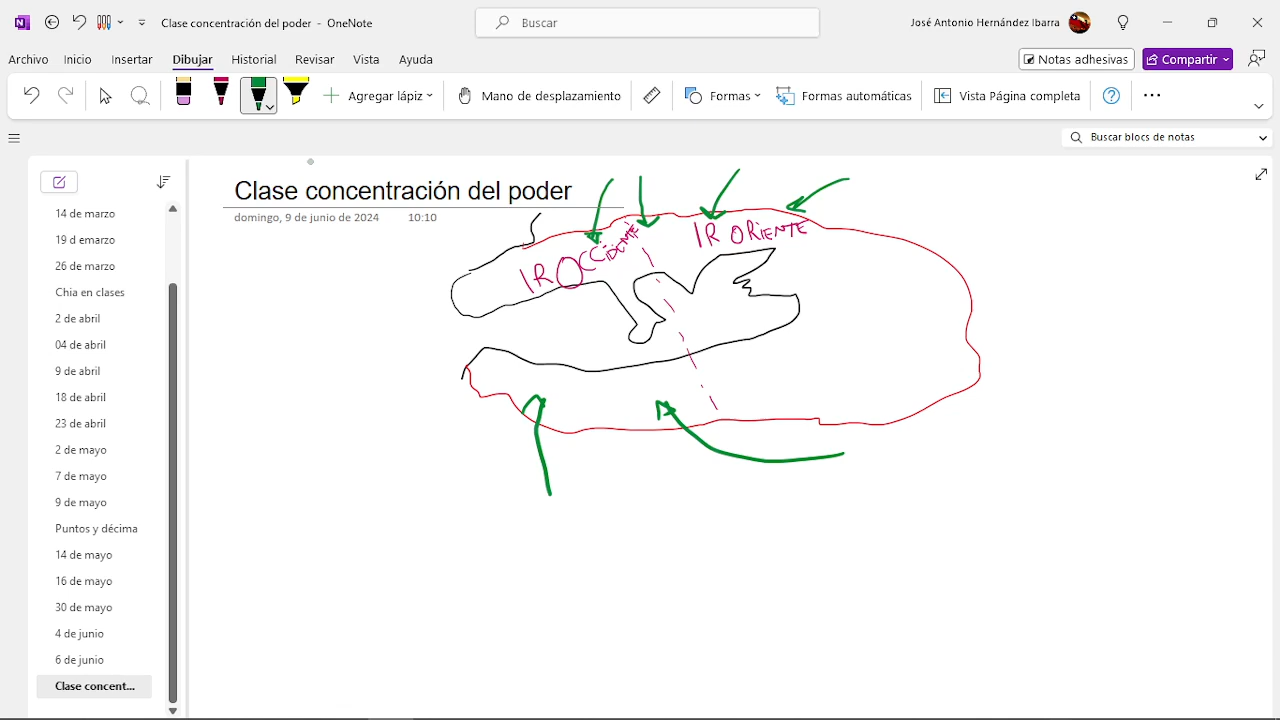 Clase concentración del poder - OneNote
Buscar
José Antonio Hernández Ibarra
Archivo Inicio Insertar Dibujar Historial Revisar Vista Ayuda
Notas adhesivas
Compartir
Agregar lápiz
Mano de desplazamiento
Formas
Formas automáticas
Vista Página completa
Buscar blocs de notas
Clase concentración del poder
domingo, 9 de junio de 2024 10:10
14 de marzo
19 d emarzo
26 de marzo
Chia en clases
2 de abril
04 de abril
9 de abril
18 de abril
23 de abril
2 de mayo
7 de mayo
9 de mayo
Puntos y décima
14 de mayo
16 de mayo
30 de mayo
4 de junio
6 de junio
Clase concent...
IR OCCIDENTE
IR ORIENTE